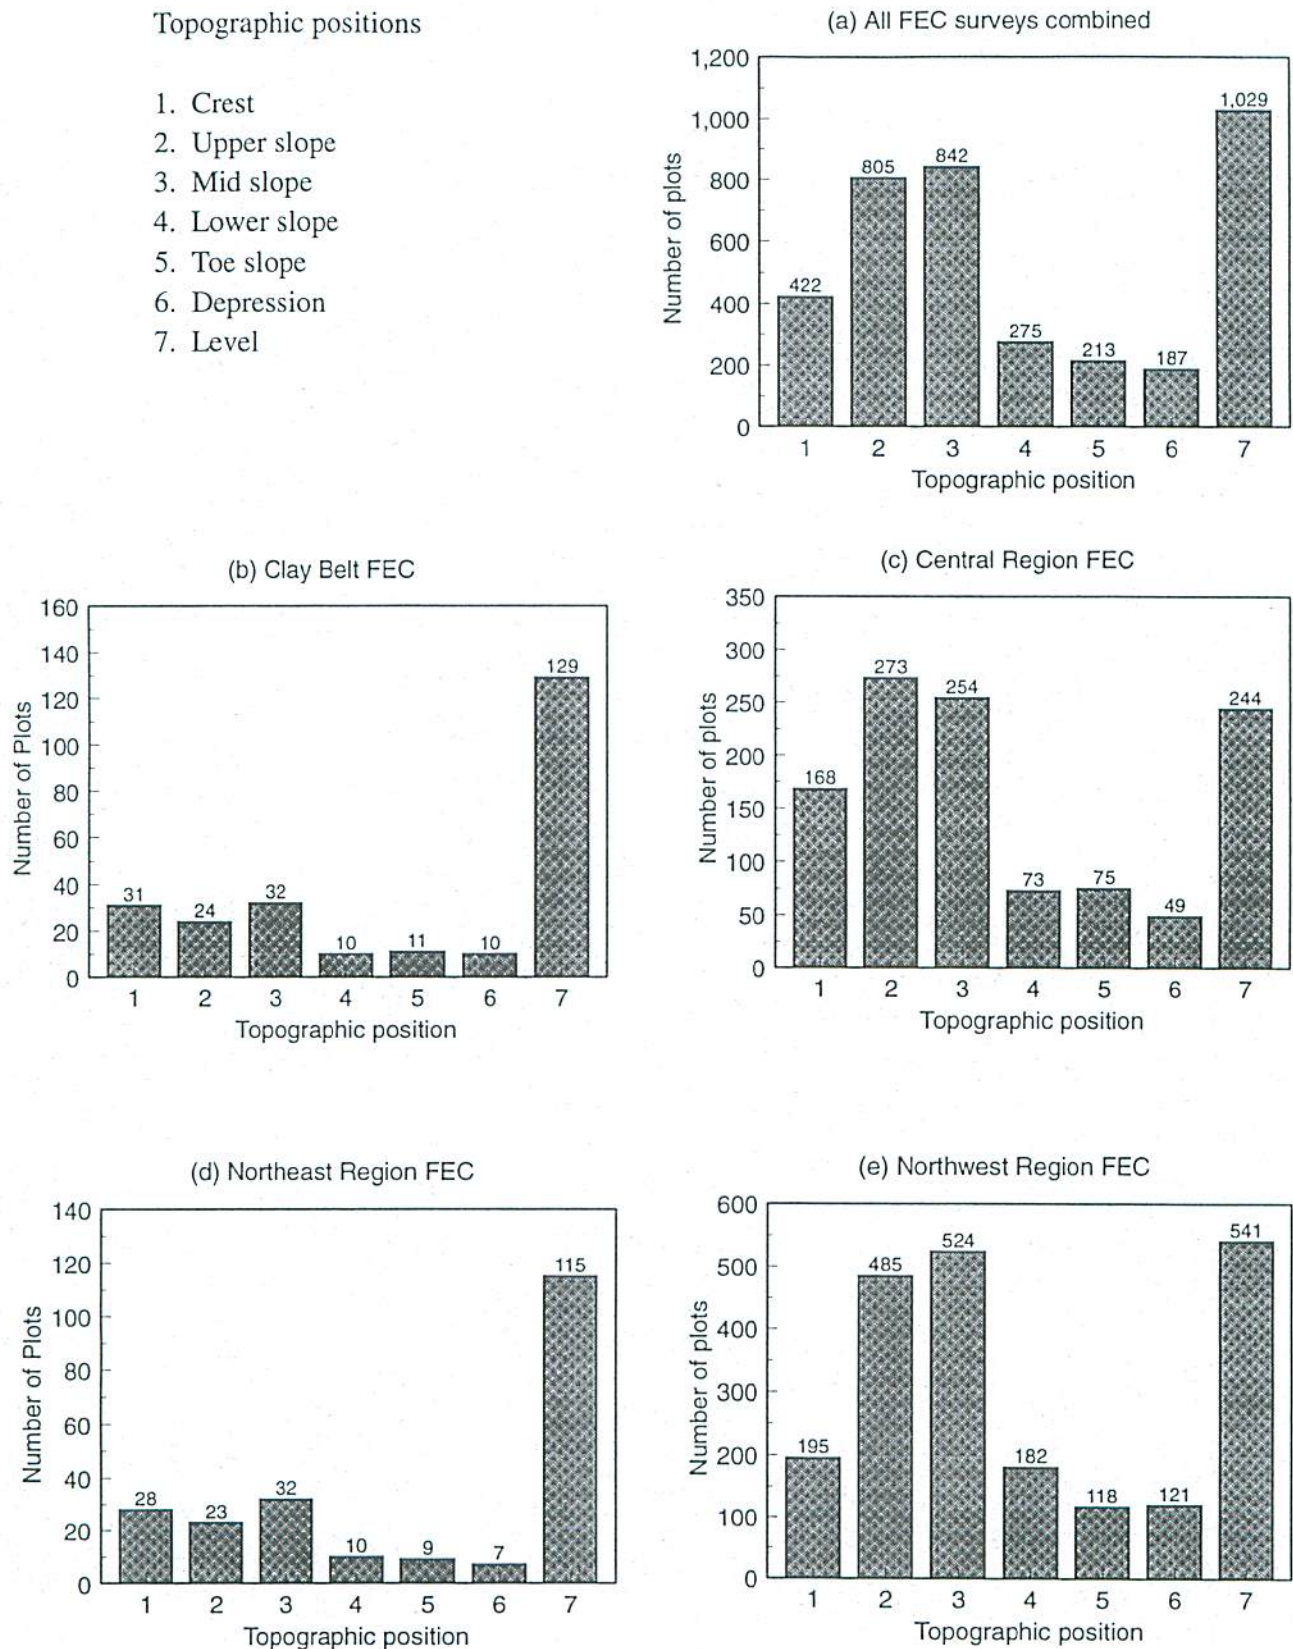 Topographic positions
1. Crest
2. Upper slope
3. Mid slope
4. Lower slope
5. Toe slope
6. Depression
7. Level
(a) All FEC surveys combined
Number of plots
1,200
1,000
800
600
400
200
0
422
805
842
275
213
187
1,029
1 2 3 4 5 6 7
Topographic position
(b) Clay Belt FEC
Number of Plots
160
140
120
100
80
60
40
20
0
31
24
32
10
11
10
129
1 2 3 4 5 6 7
Topographic position
(c) Central Region FEC
Number of plots
350
300
250
200
150
100
50
0
168
273
254
73
75
49
244
1 2 3 4 5 6 7
Topographic position
(d) Northeast Region FEC
Number of Plots
140
120
100
80
60
40
20
0
28
23
32
10
9
7
115
1 2 3 4 5 6 7
Topographic position
(e) Northwest Region FEC
Number of plots
600
500
400
300
200
100
0
195
485
524
182
118
121
541
1 2 3 4 5 6 7
Topographic position